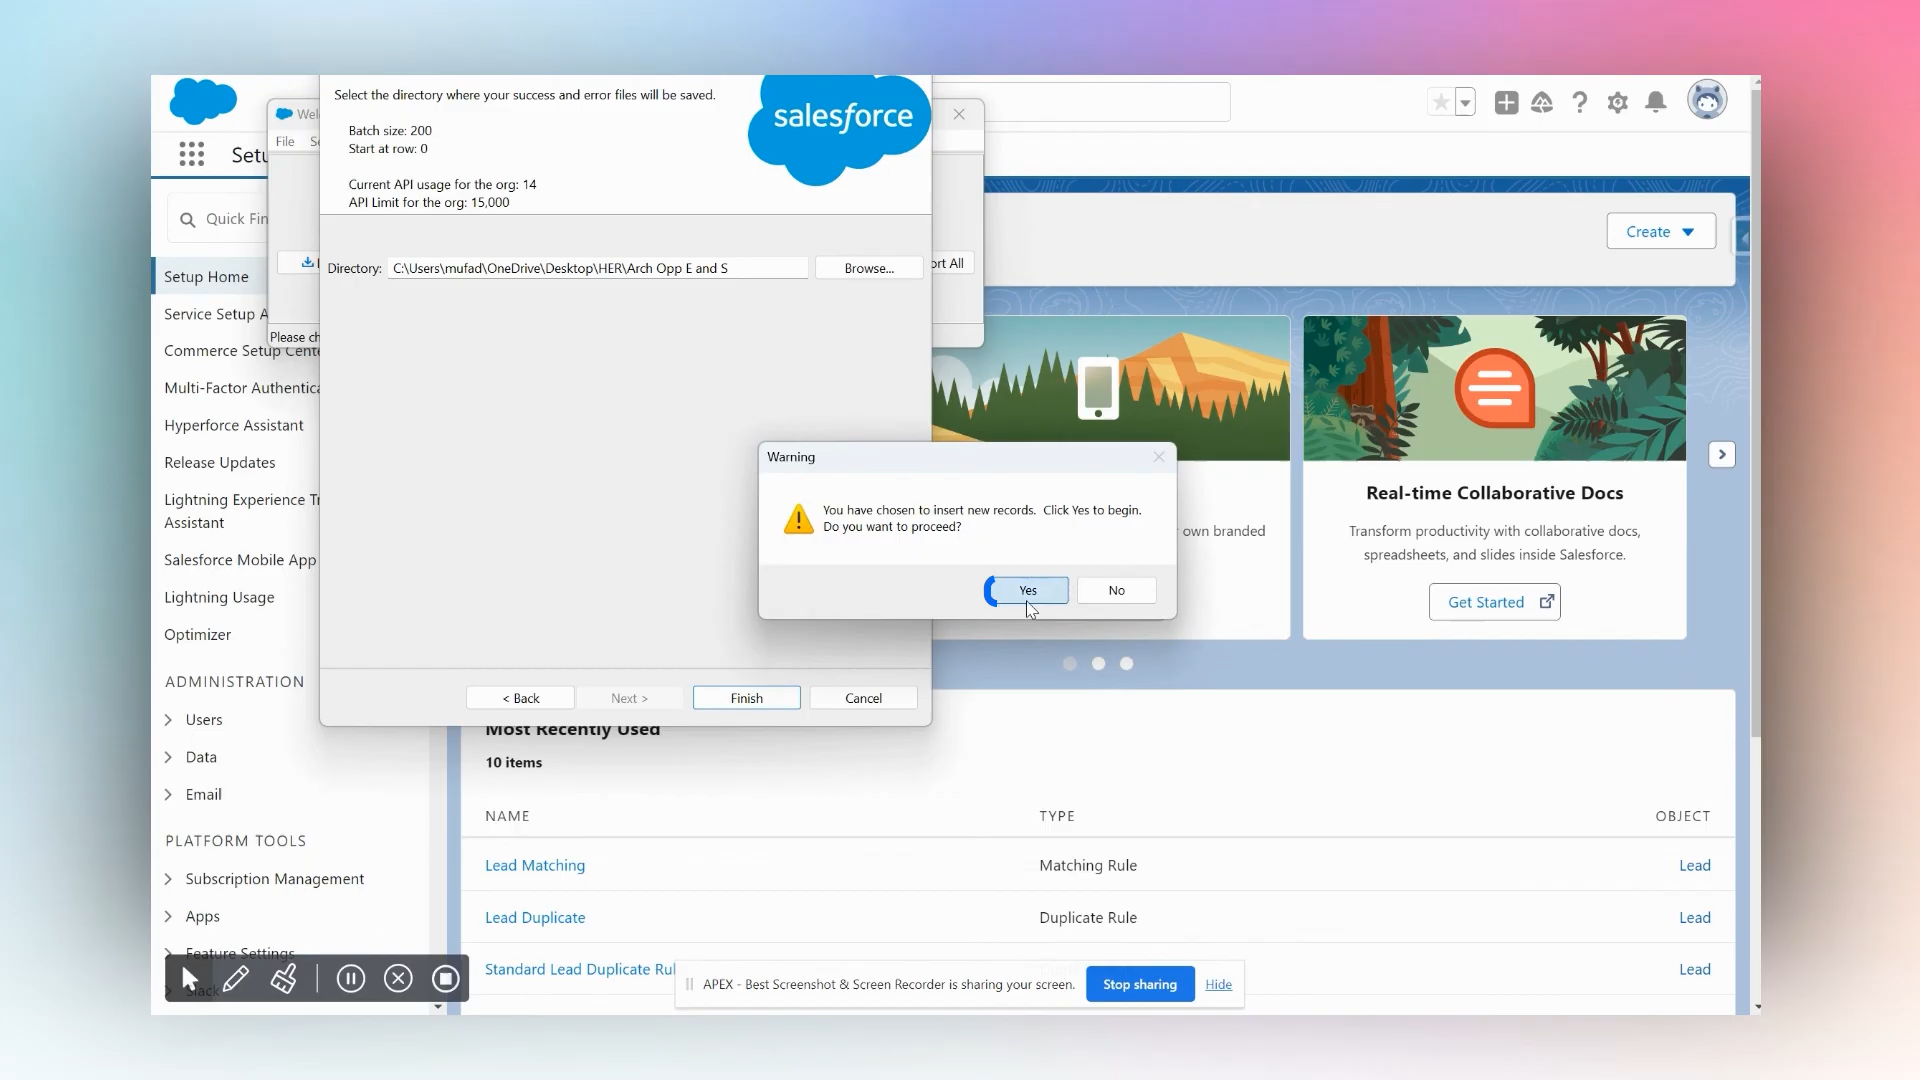 Select the directory where your success and error files will be saved.
Batch size: 200
Start at row: 0
Current API usage for the org: 14
API Limit for the org: 15,000
salesforce
File
Setu
Quick Fin
Directory:
C:\Users\mufad\OneDrive\Desktop\HER\Arch Opp E and S
Browse...
ort All
Please ch
Create
Setup Home
Service Setup A
Commerce Setup Cente
Multi-Factor Authentica
Hyperforce Assistant
Release Updates
Lightning Experience Tr
Assistant
Salesforce Mobile App
Lightning Usage
Optimizer
ADMINISTRATION
Users
Data
Email
PLATFORM TOOLS
Subscription Management
Apps
Feature Settings
Slack
Warning
You have chosen to insert new records. Click Yes to begin.
Do you want to proceed?
Yes
No
< Back
Next >
Finish
Cancel
own branded
Real-time Collaborative Docs
Transform productivity with collaborative docs,
spreadsheets, and slides inside Salesforce.
Get Started
Most Recently Used
10 items
NAME TYPE OBJECT
Lead Matching Matching Rule Lead
Lead Duplicate Duplicate Rule Lead
Standard Lead Duplicate Rul Lead
APEX - Best Screenshot & Screen Recorder is sharing your screen.
Stop sharing
Hide